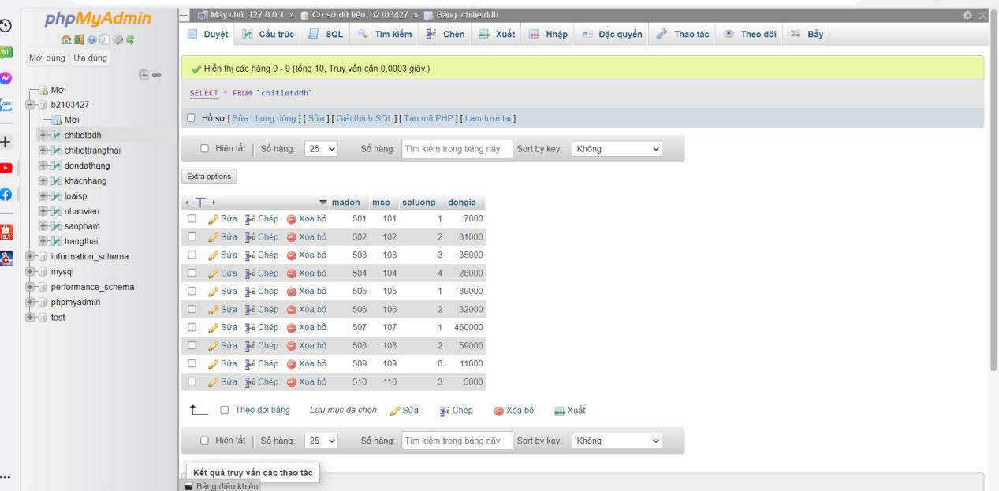 phpMyAdmin
Mới dùng Ưa dùng
Mới
b2103427
Mới
chitietddh
chitiettrangthai
dondathang
khachhang
loaisp
nhanvien
sanpham
trangthai
information_schema
mysql
performance_schema
phpmyadmin
test
AI
Zalo
15.1
Máy chủ: 127.0.0.1 » Cơ sở dữ liệu: b2103427 » Bảng: chitietddh
Duyệt Cấu trúc SQL Tìm kiếm Chèn Xuất Nhập Đặc quyền Thao tác Theo dõi Bẫy
Hiển thị các hàng 0 - 9 (tổng 10, Truy vấn cần 0,0003 giây.)
SELECT * FROM `chitietddh`
Hồ sơ [ Sửa chung dòng ] [ Sửa ] [ Giải thích SQL ] [ Tạo mã PHP ] [ Làm tươi lại ]
Hiện tất Số hàng: 25 Số hàng: Tìm kiếm trong bảng này Sort by key: Không
Extra options
madon msp soluong dongia
Sửa Chép Xóa bỏ 501 101 1 7000
Sửa Chép Xóa bỏ 502 102 2 31000
Sửa Chép Xóa bỏ 503 103 3 35000
Sửa Chép Xóa bỏ 504 104 4 28000
Sửa Chép Xóa bỏ 505 105 1 89000
Sửa Chép Xóa bỏ 506 106 2 32000
Sửa Chép Xóa bỏ 507 107 1 450000
Sửa Chép Xóa bỏ 508 108 2 59000
Sửa Chép Xóa bỏ 509 109 6 11000
Sửa Chép Xóa bỏ 510 110 3 5000
Theo dõi bảng Lưu mục đã chọn Sửa Chép Xóa bỏ Xuất
Hiện tất Số hàng: 25 Số hàng: Tìm kiếm trong bảng này Sort by key: Không
Kết quả truy vấn các thao tác
Bảng điều khiển